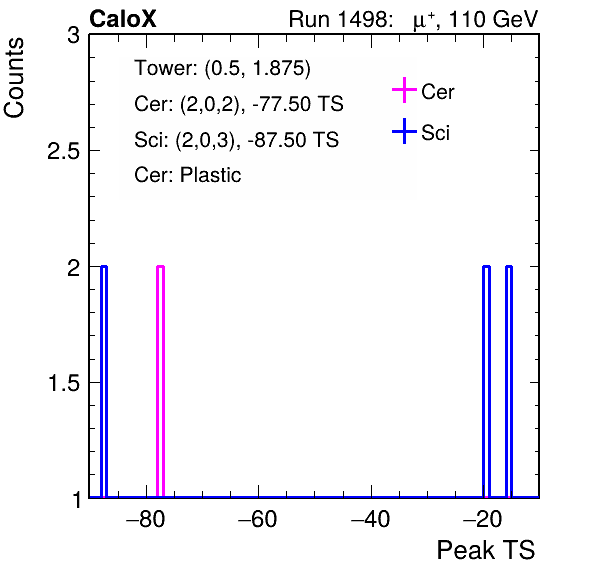 CaloX Run 1498: μ⁺, 110 GeV
Counts
3
2.5
2
1.5
1
Tower: (0.5, 1.875)
Cer: (2,0,2), -77.50 TS
Sci: (2,0,3), -87.50 TS
Cer: Plastic
Cer
Sci
−80 −60 −40 −20
Peak TS